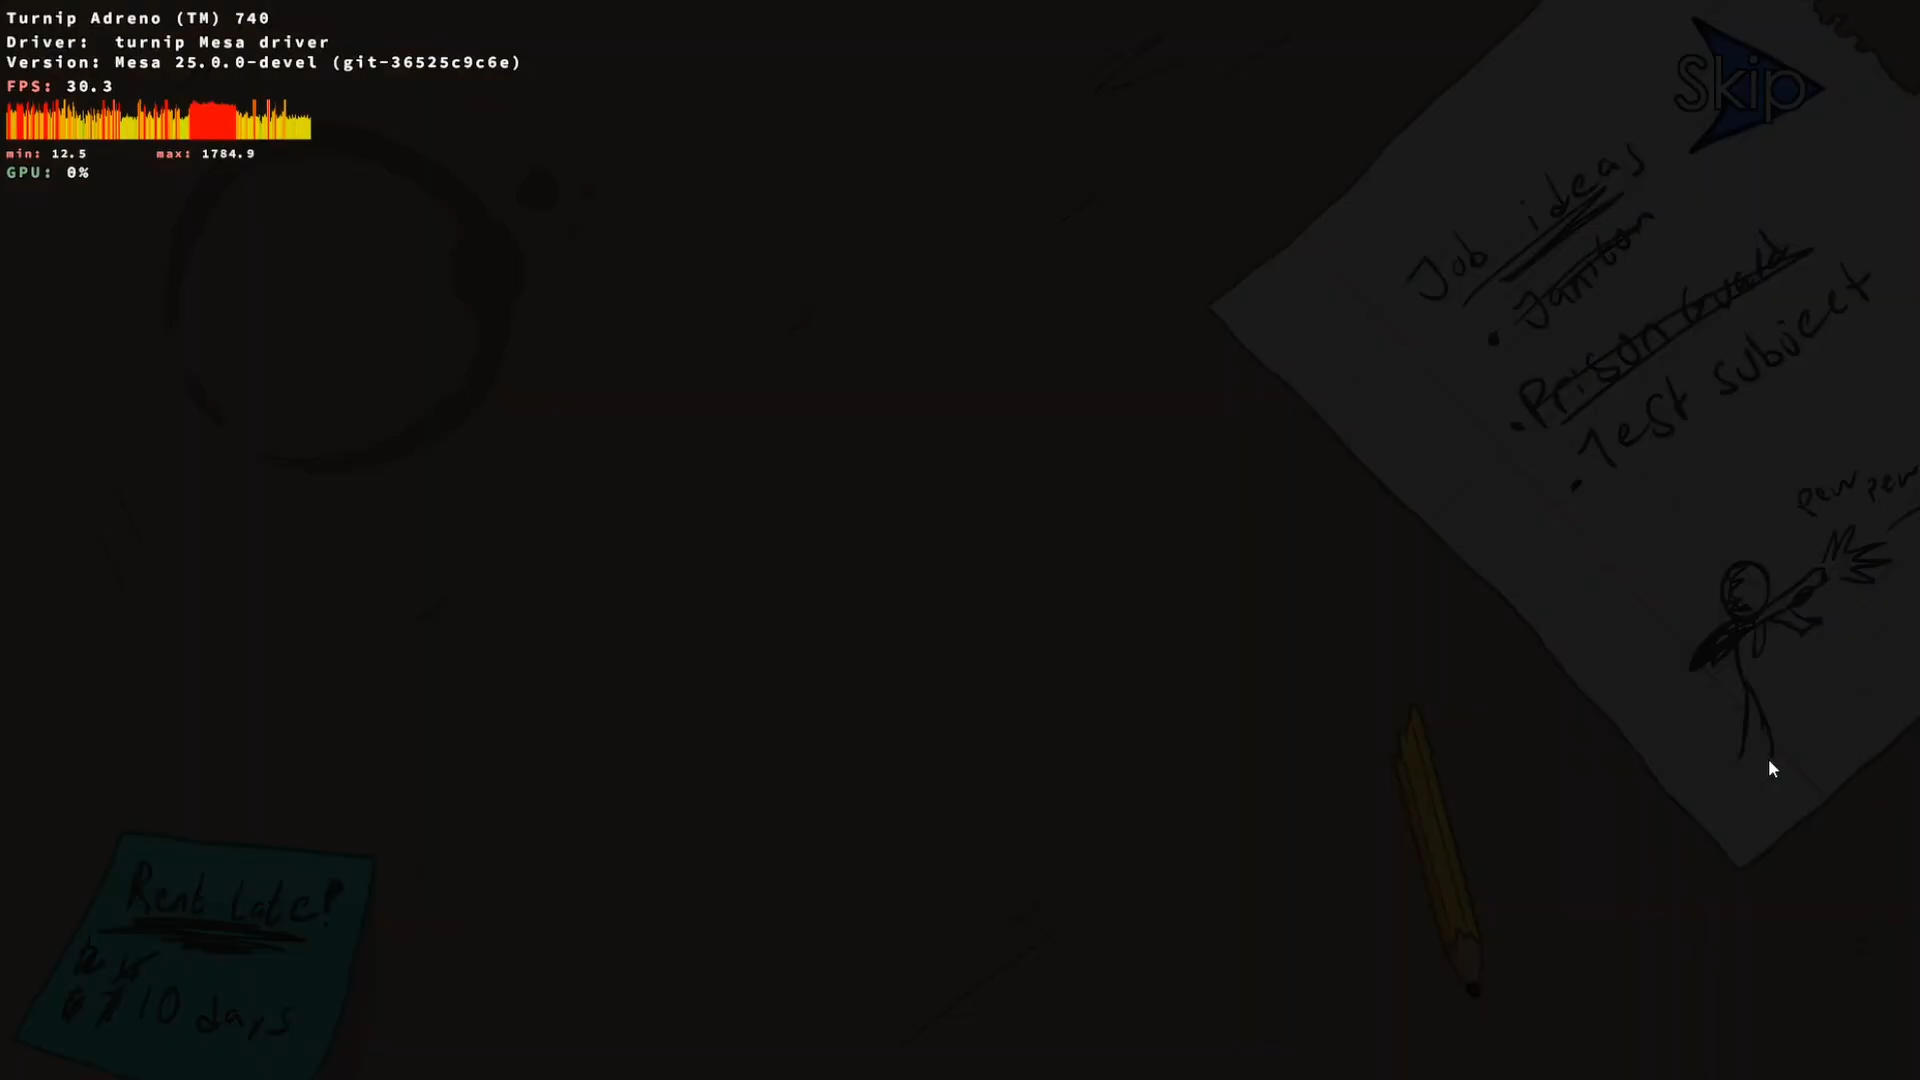 Turnip Adreno (TM) 740
Driver: turnip Mesa driver
Version: Mesa 25.0.0-devel (git-36525c9c6e)
FPS: 30.3
min: 12.5 max: 1784.9
GPU: 0%
Skip
Job ideas
• Janitor
• Prison Guard
• Test subject
pew pew
Rent Late!
10 days